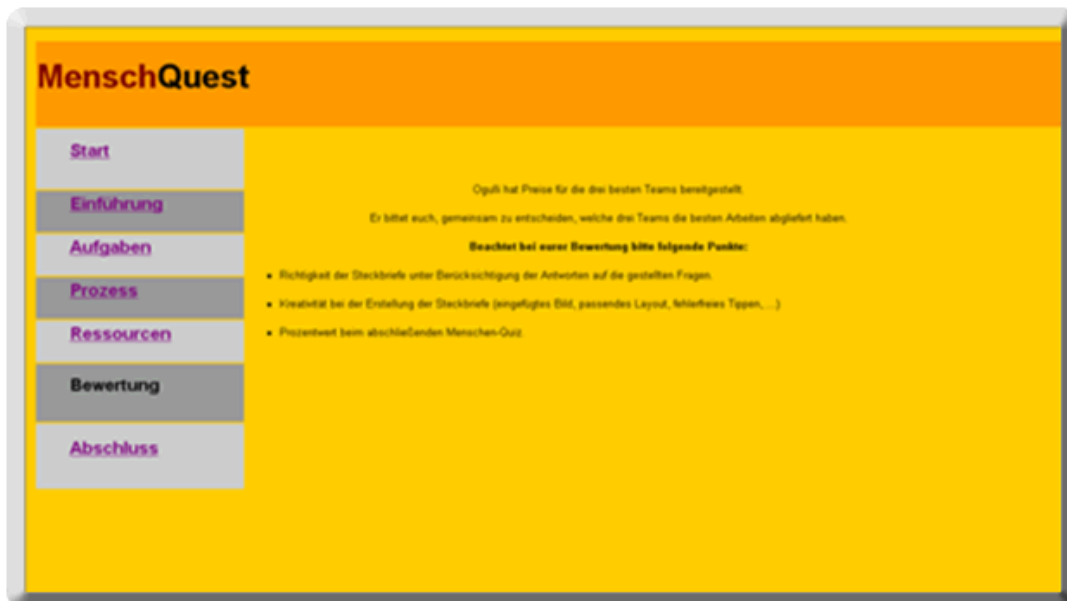 MenschQuest
Start
Einführung
Aufgaben
Prozess
Ressourcen
Bewertung
Abschluss
hat Preise für die drei besten Teams bereitgestellt.
Er bittet euch, gemeinsam zu entscheiden, welche drei Teams die besten Arbeiten abgliefert haben.
Beachtet bei eurer Bewertung bitte folgende Punkte:
• Richtigkeit der Steckbriefe unter Berücksichtigung der Antworten auf die gestellten Fragen.
• Kreativität bei der Erstellung der Steckbriefe (eingefügtes Bild, passendes Layout, fehlerfreies Tippen, ...)
• Prozentwert beim abschließenden Menschen-Quiz.